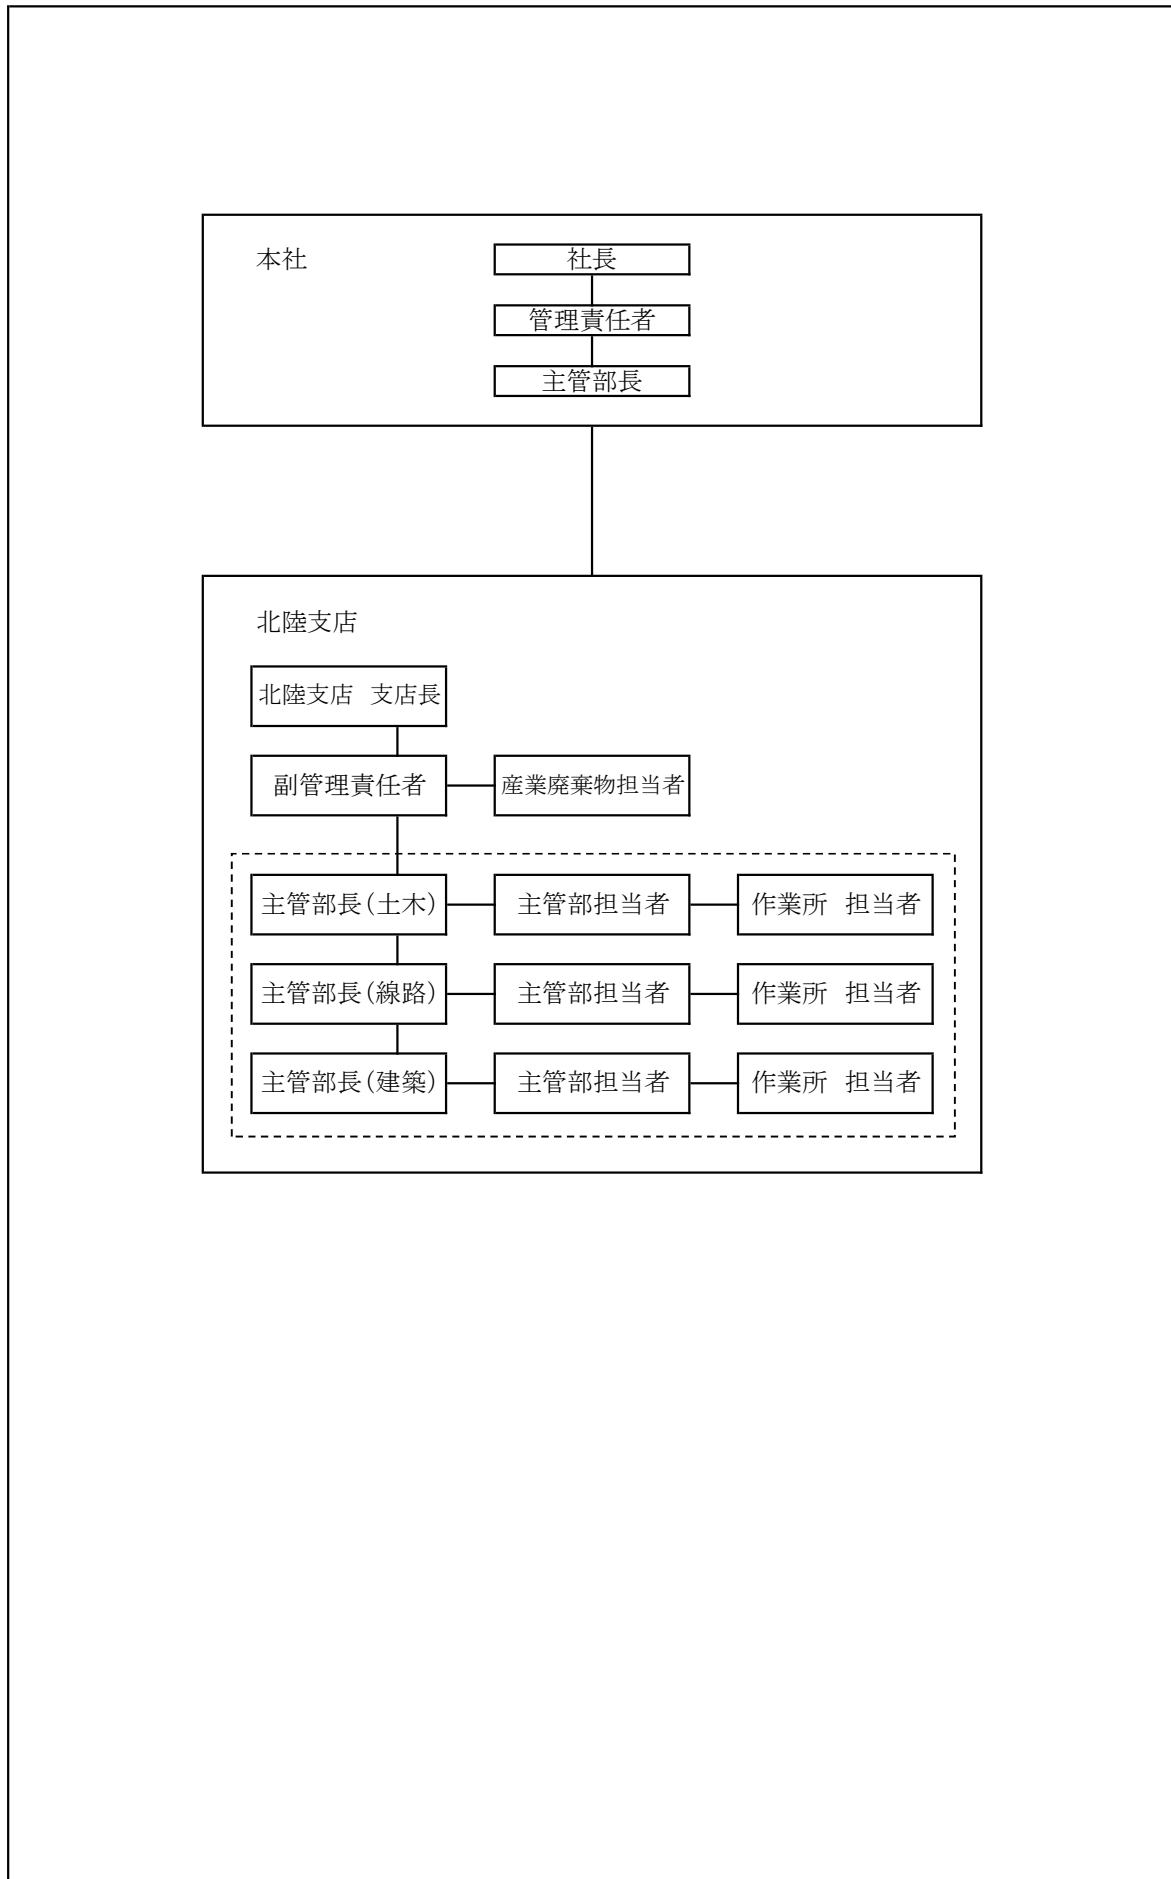 本社
社長
管理責任者
主管部長
北陸支店
北陸支店 支店長
副管理責任者
産業廃棄物担当者
主管部長(土木)
主管部担当者
作業所 担当者
主管部長(線路)
主管部担当者
作業所 担当者
主管部長(建築)
主管部担当者
作業所 担当者